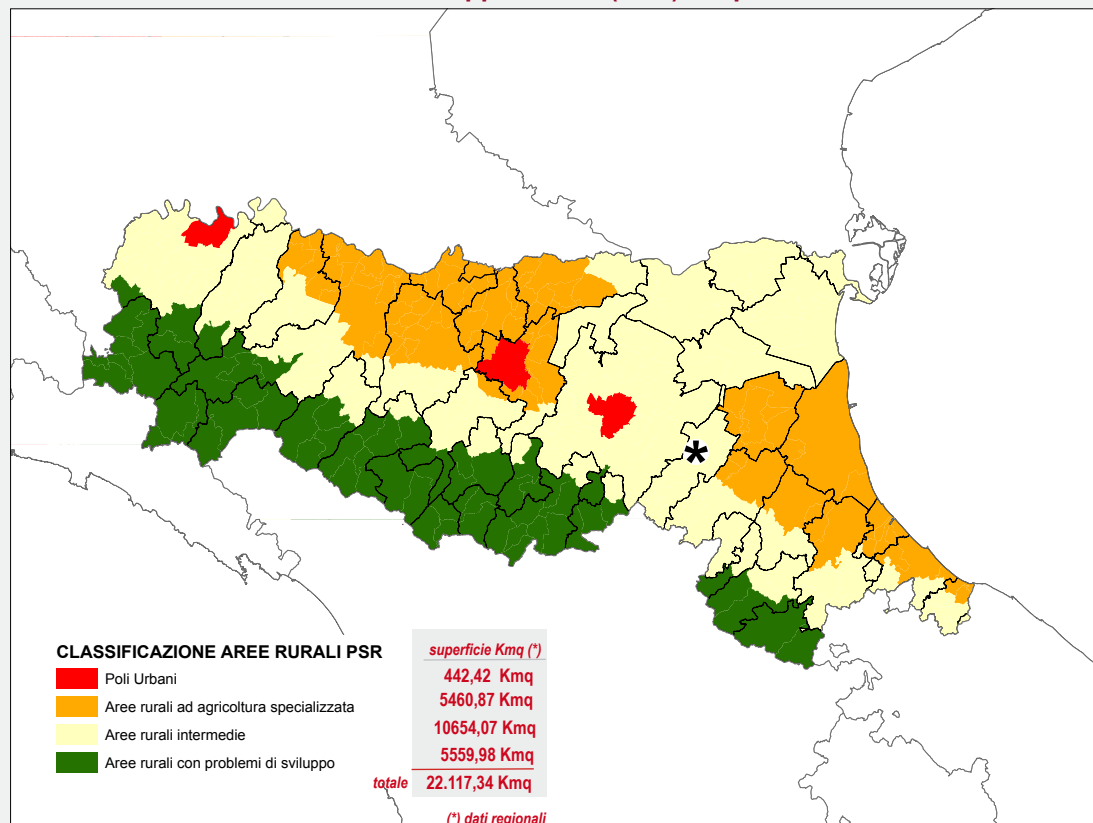 CLASSIFICAZIONE AREE RURALI PSR
superficie Kmq (*)
Poli Urbani
442,42 Kmq
Aree rurali ad agricoltura specializzata
5460,87 Kmq
Aree rurali intermedie
10654,07 Kmq
Aree rurali con problemi di sviluppo
5559,98 Kmq
totale 22.117,34 Kmq
(*) dati regionali
*